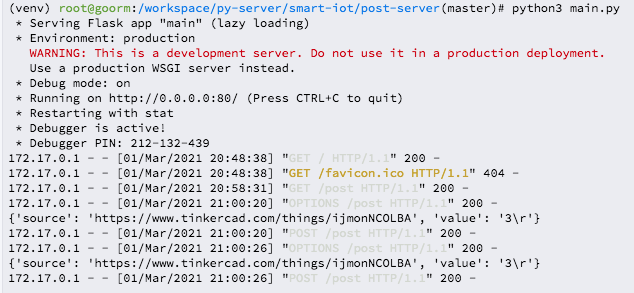 (venv) root@goorm:/workspace/py-server/smart-iot/post-server(master)# python3 main.py
* Serving Flask app "main" (lazy loading)
* Environment: production
WARNING: This is a development server. Do not use it in a production deployment.
Use a production WSGI server instead.
* Debug mode: on
* Running on http://0.0.0.0:80/ (Press CTRL+C to quit)
* Restarting with stat
* Debugger is active!
* Debugger PIN: 212-132-439
172.17.0.1 - - [01/Mar/2021 20:48:38] "GET / HTTP/1.1" 200 -
172.17.0.1 - - [01/Mar/2021 20:48:38] "GET /favicon.ico HTTP/1.1" 404 -
172.17.0.1 - - [01/Mar/2021 20:58:31] "GET /post HTTP/1.1" 200 -
172.17.0.1 - - [01/Mar/2021 21:00:20] "OPTIONS /post HTTP/1.1" 200 -
{'source': 'https://www.tinkercad.com/things/ijmonNCOLBA', 'value': '3\r'}
172.17.0.1 - - [01/Mar/2021 21:00:20] "POST /post HTTP/1.1" 200 -
172.17.0.1 - - [01/Mar/2021 21:00:26] "OPTIONS /post HTTP/1.1" 200 -
{'source': 'https://www.tinkercad.com/things/ijmonNCOLBA', 'value': '3\r'}
172.17.0.1 - - [01/Mar/2021 21:00:26] "POST /post HTTP/1.1" 200 -